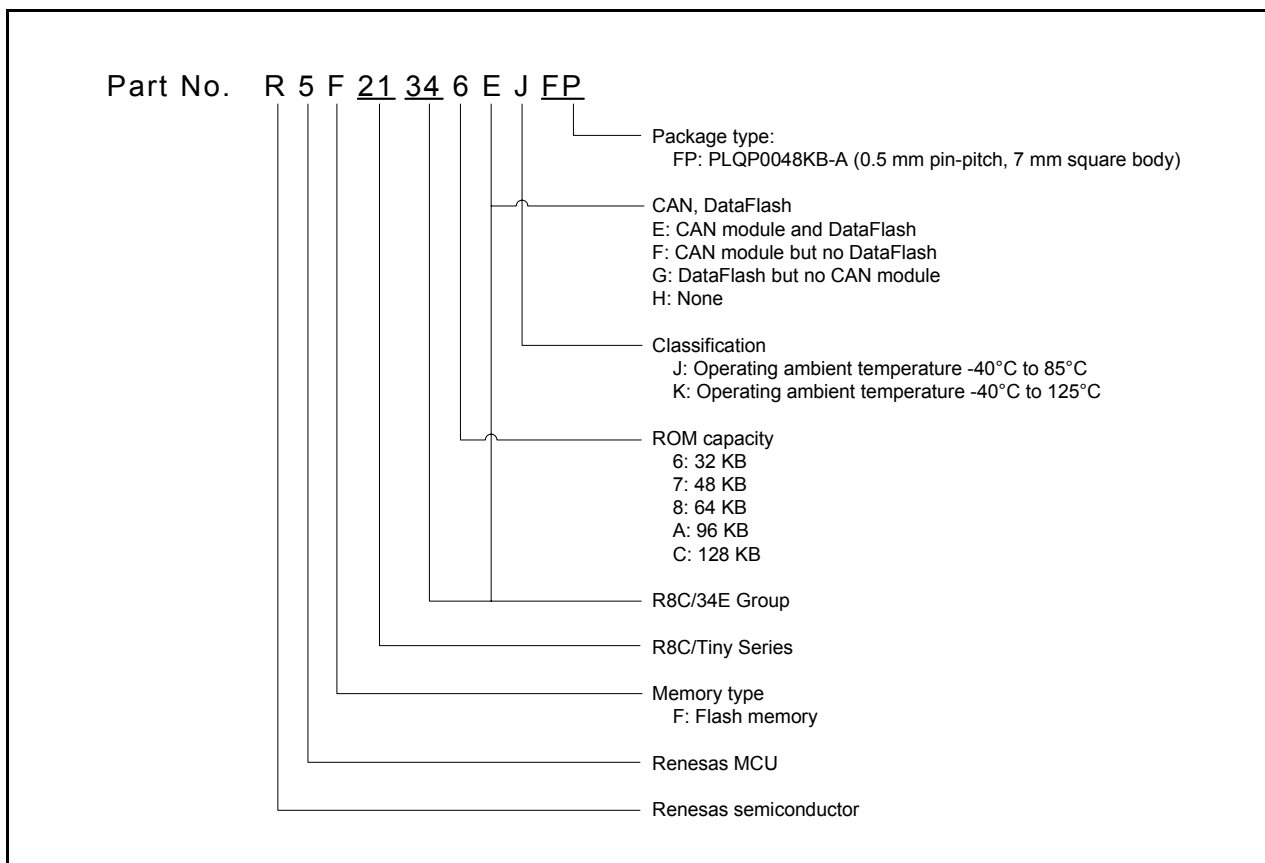 Part No. R 5 F 21 34 6 E J FP
Package type:
FP: PLQP0048KB-A (0.5 mm pin-pitch, 7 mm square body)
CAN, DataFlash
E: CAN module and DataFlash
F: CAN module but no DataFlash
G: DataFlash but no CAN module
H: None
Classification
J: Operating ambient temperature -40°C to 85°C
K: Operating ambient temperature -40°C to 125°C
ROM capacity
6: 32 KB
7: 48 KB
8: 64 KB
A: 96 KB
C: 128 KB
R8C/34E Group
R8C/Tiny Series
Memory type
F: Flash memory
Renesas MCU
Renesas semiconductor